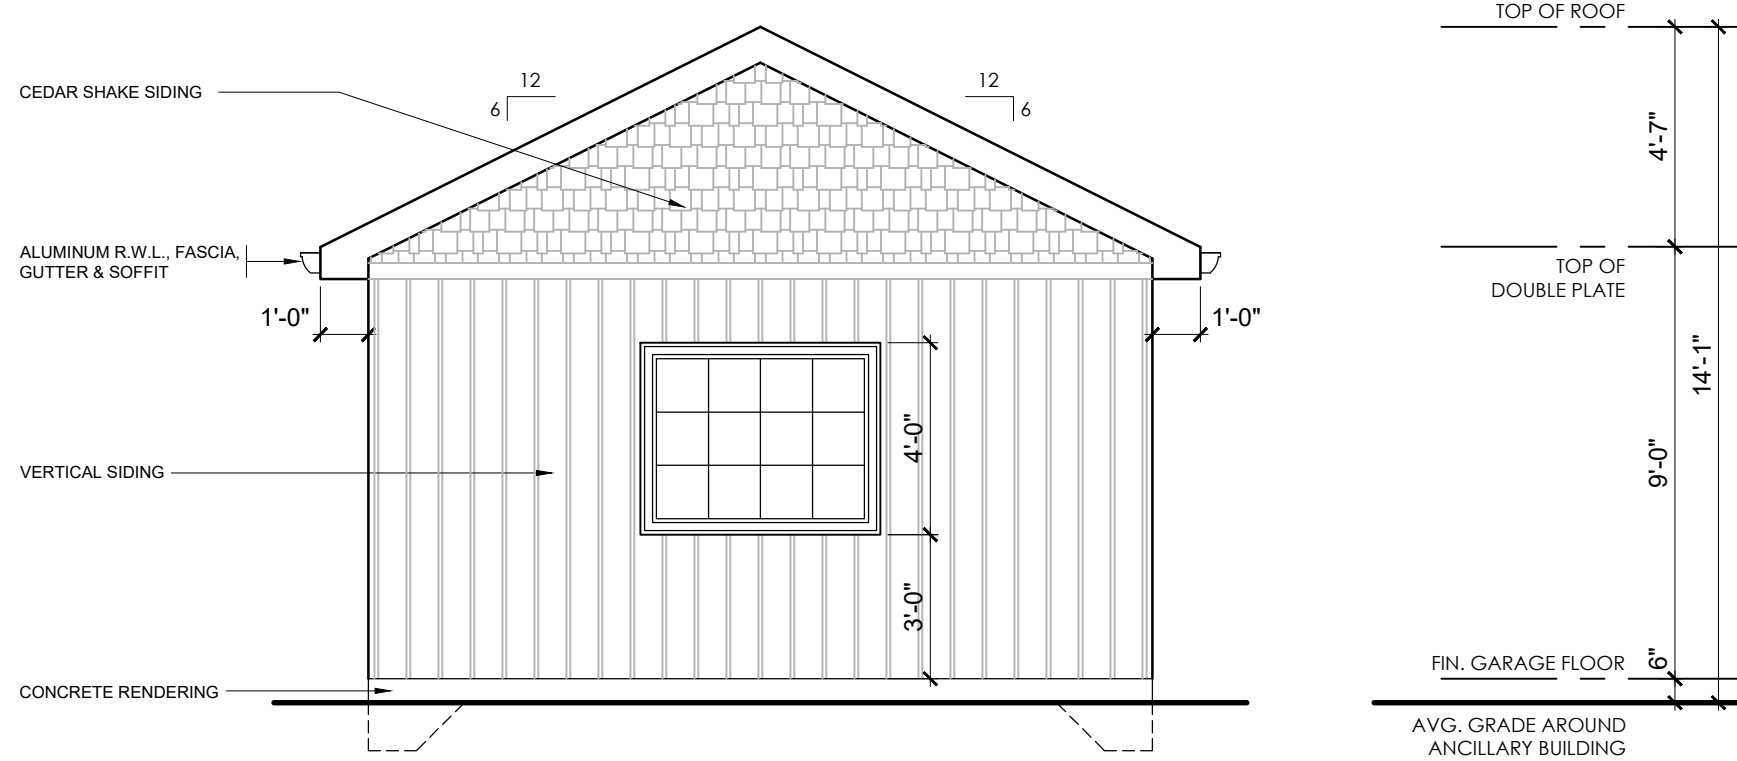 TOP OF ROOF
12
6
12
6
CEDAR SHAKE SIDING
4'-7"
ALUMINUM R.W.L., FASCIA,
GUTTER & SOFFIT
TOP OF
DOUBLE PLATE
1'-0"
1'-0"
14'-1"
4'-0"
9'-0"
VERTICAL SIDING
3'-0"
FIN. GARAGE FLOOR
6"
CONCRETE RENDERING
AVG. GRADE AROUND
ANCILLARY BUILDING